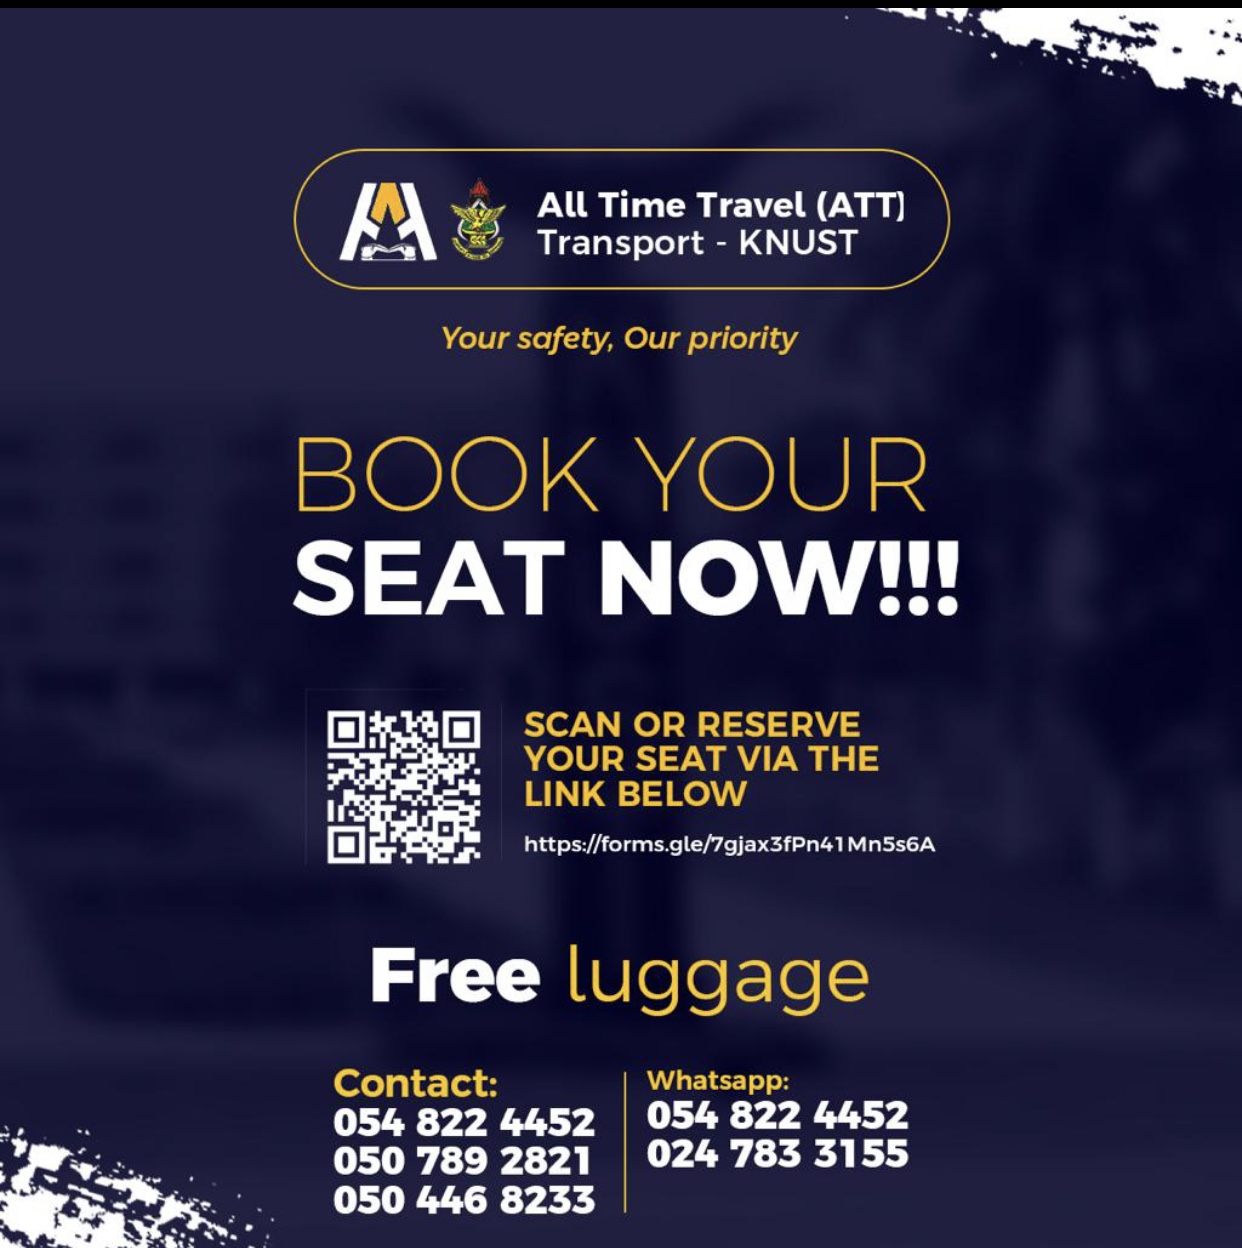 All Time Travel (ATT)
Transport - KNUST
Your safety, Our priority
BOOK YOUR
SEAT NOW!!!
SCAN OR RESERVE
YOUR SEAT VIA THE
LINK BELOW
https://forms.gle/7gjax3fPn41Mn5s6A
Free luggage
Contact:
054 822 4452
050 789 2821
050 446 8233
Whatsapp:
054 822 4452
024 783 3155